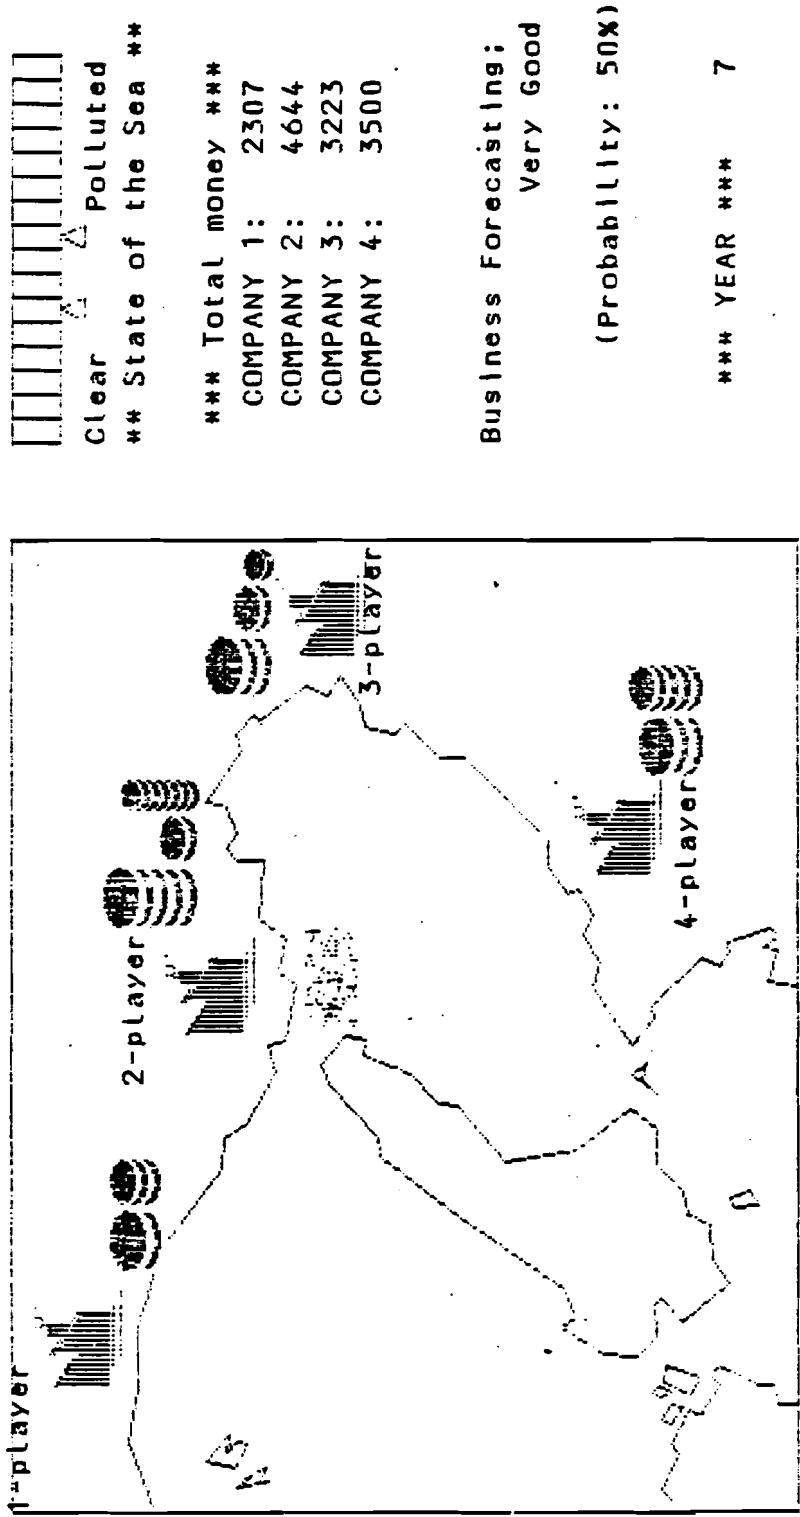 Clear Polluted
** State of the Sea **
*** Total money ***
COMPANY 1: 2307
COMPANY 2: 4644
COMPANY 3: 3223
COMPANY 4: 3500
Business Forecasting;
Very Good
(Probability: 50%)
*** YEAR *** 7
1-player
2-player
3-player
4-player